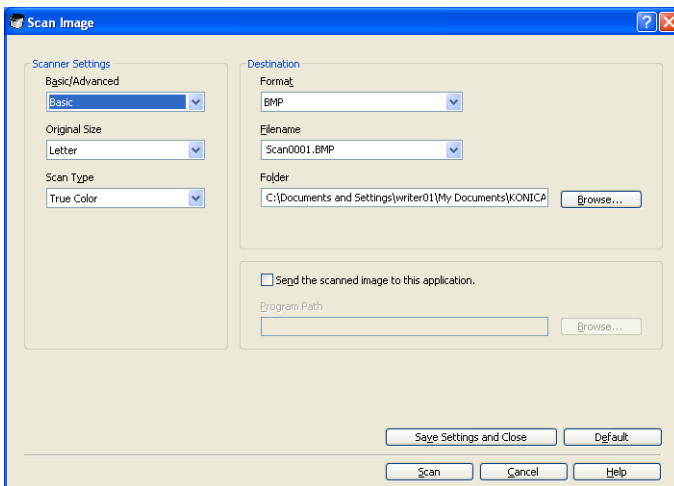 Scan Image
Scanner Settings
Basic/Advanced
Basic
Original Size
Letter
Scan Type
True Color
Destination
Format
BMP
Filename
Scan0001.BMP
Folder
C:\Documents and Settings\writer01\My Documents\KONICA
Browse...
Send the scanned image to this application.
Program Path
Browse...
Save Settings and Close
Default
Scan
Cancel
Help